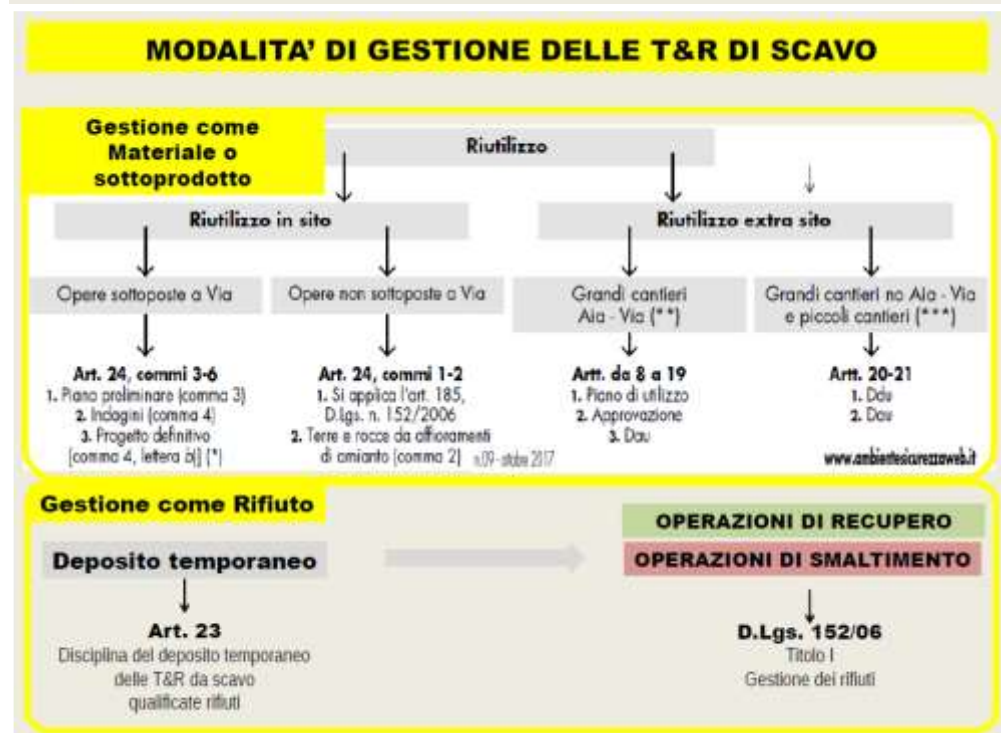 MODALITA' DI GESTIONE DELLE T&R DI SCAVO
Gestione come
Materiale o
sottoprodotto
Riutilizzo
Riutilizzo in sito
Riutilizzo extra sito
Opere sottoposte a Via
Opere non sottoposte a Via
Grandi cantieri
Aia - Via (**)
Grandi cantieri no Aia - Via
e piccoli cantieri (***)
Art. 24, commi 3-6
1. Piano preliminare (comma 3)
2. Indagini (comma 4)
3. Progetto definitivo
(comma 4, lettera b)) (*)
Art. 24, commi 1-2
1. Si applica l'art. 185,
D.lgs. n. 152/2006
2. Terre e rocce da affioramenti
di amianto (comma 2)
n.09 - ottobre 2017
Artt. da 8 a 19
1. Piano di utilizzo
2. Approvazione
3. Dau
Artt. 20-21
1. Ddu
2. Dau
www.ambientesicurezzaweb.it
Gestione come Rifiuto
Deposito temporaneo
OPERAZIONI DI RECUPERO
OPERAZIONI DI SMALTIMENTO
Art. 23
Disciplina del deposito temporaneo
delle T&R da scavo
qualificate rifiuti
D.Lgs. 152/06
Titolo I
Gestione dei rifiuti